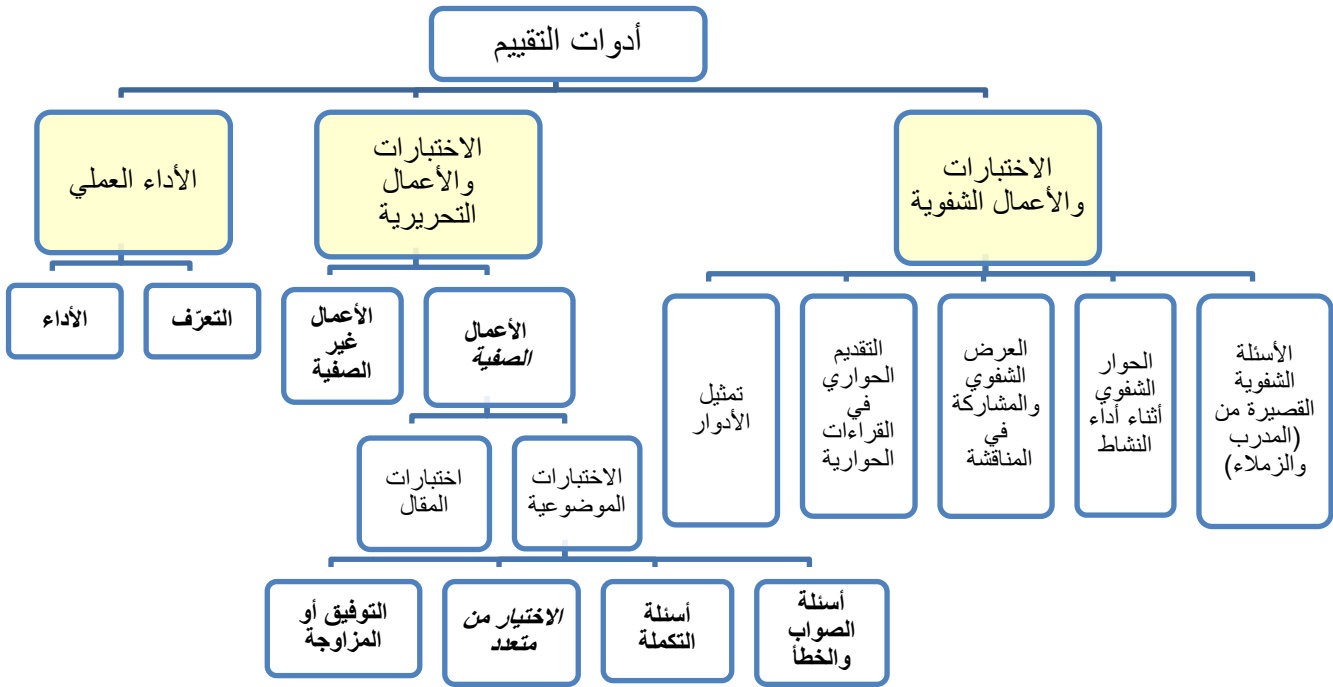 أدوات التقييم
الاختبارات
والأعمال الشفوية
الاختبارات
والأعمال
التحريرية
الأداء العملي
الأسئلة
الشفوية
القصيرة من
(المدرب
والزملاء)
الحوار
الشفوي
أثناء أداء
النشاط
العرض
الشفوي
والمشاركة
في
المناقشة
التقديم
الحواري
في
القراءات
الحوارية
تمثيل
الأدوار
الأعمال
الصفية
الأعمال
غير
الصفية
التعرّف
الأداء
الاختبارات
الموضوعية
اختبارات
المقال
أسئلة
الصواب
والخطأ
أسئلة
التكملة
الاختيار من
متعدد
التوفيق أو
المزاوجة